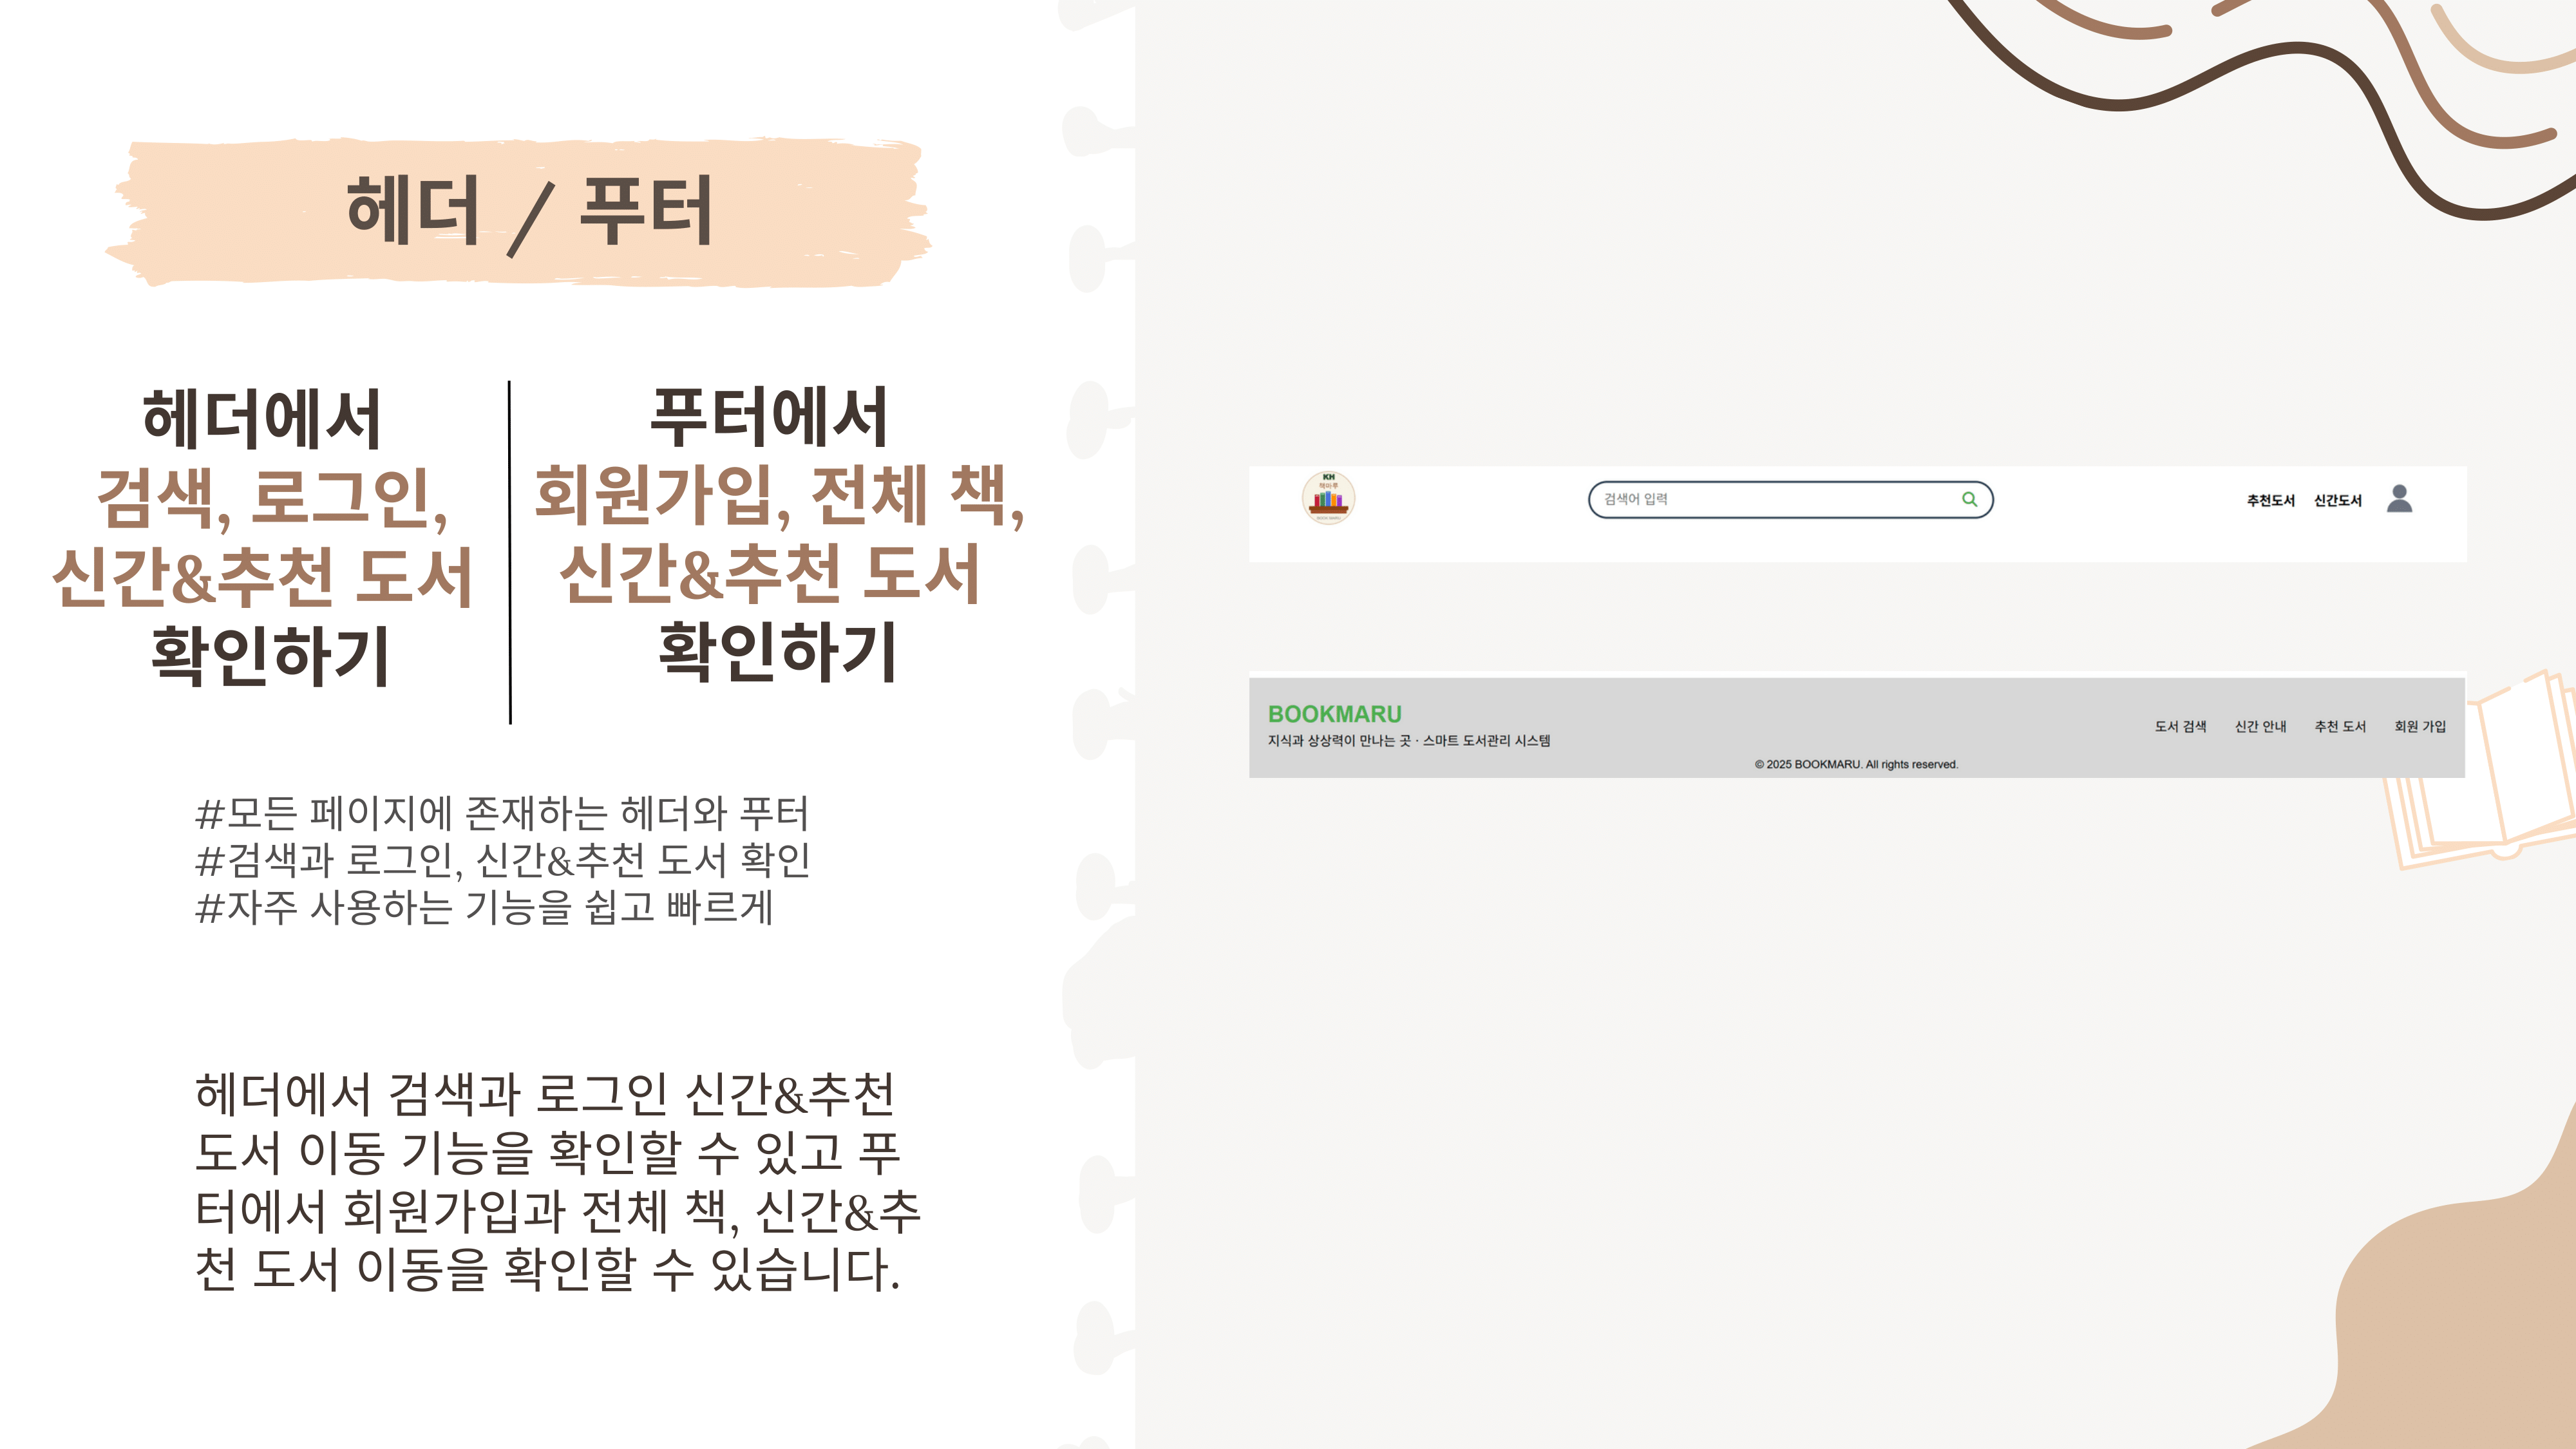 헤더 / 푸터
헤더에서
검색, 로그인,
신간&추천 도서
확인하기
푸터에서
회원가입, 전체 책,
신간&추천 도서
확인하기
#모든 페이지에 존재하는 헤더와 푸터
#검색과 로그인, 신간&추천 도서 확인
#자주 사용하는 기능을 쉽고 빠르게
헤더에서 검색과 로그인 신간&추천
도서 이동 기능을 확인할 수 있고 푸
터에서 회원가입과 전체 책, 신간&추
천 도서 이동을 확인할 수 있습니다.
KH
책마루
검색어 입력
추천도서 신간도서
BOOKMARU
지식과 상상력이 만나는 곳 · 스마트 도서관리 시스템
도서 검색 신간 안내 추천 도서 회원 가입
© 2025 BOOKMARU. All rights reserved.